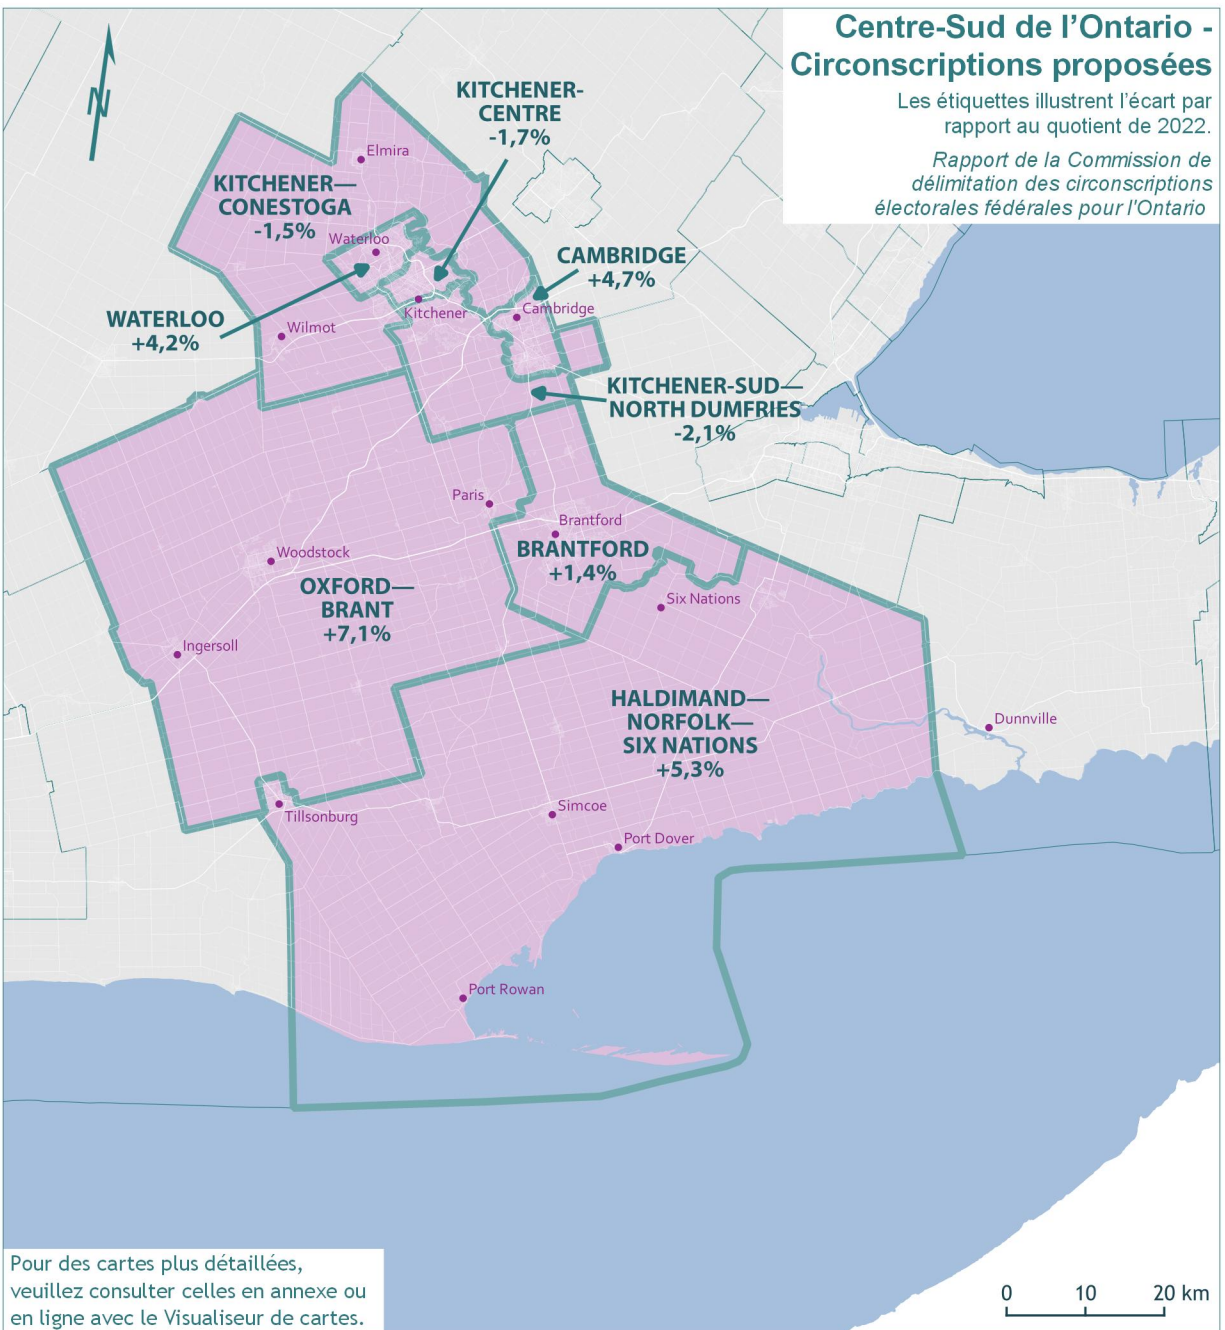 Centre-Sud de l’Ontario -
Circonscriptions proposées
Les étiquettes illustrent l’écart par
rapport au quotient de 2022.
Rapport de la Commission de
délimitation des circonscriptions
électorales fédérales pour l'Ontario
N
KITCHENER-
CENTRE
-1,7%
Elmira
KITCHENER—
CONESTOGA
-1,5%
Waterloo
CAMBRIDGE
+4,7%
WATERLOO
+4,2%
Kitchener
Cambridge
Wilmot
KITCHENER-SUD—
NORTH DUMFRIES
-2,1%
Paris
Brantford
BRANTFORD
+1,4%
Woodstock
OXFORD—
BRANT
+7,1%
Six Nations
Ingersoll
HALDIMAND—
NORFOLK—
SIX NATIONS
+5,3%
Dunnville
Tillsonburg
Simcoe
Port Dover
Port Rowan
Pour des cartes plus détaillées,
veuillez consulter celles en annexe ou
en ligne avec le Visualiseur de cartes.
0 10 20 km